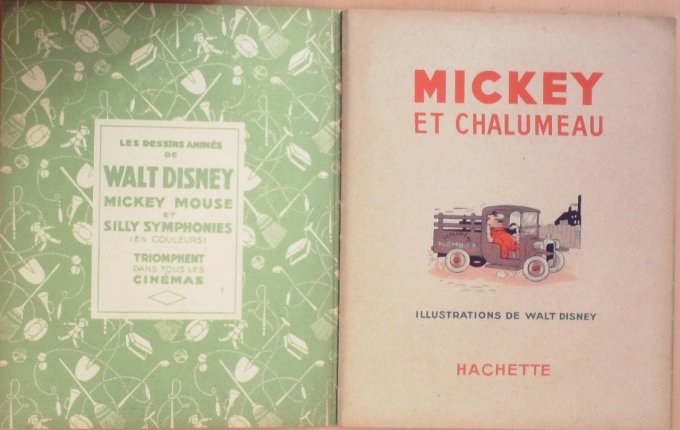 LES DESSINS ANIMÉS
DE
WALT DISNEY
MICKEY MOUSE
ET
SILLY SYMPHONIES
(EN COULEURS)
TRIOMPHENT
DANS TOUS LES
CINÉMAS
MICKEY
ET CHALUMEAU
PLOMBIER
ILLUSTRATIONS DE WALT DISNEY
HACHETTE